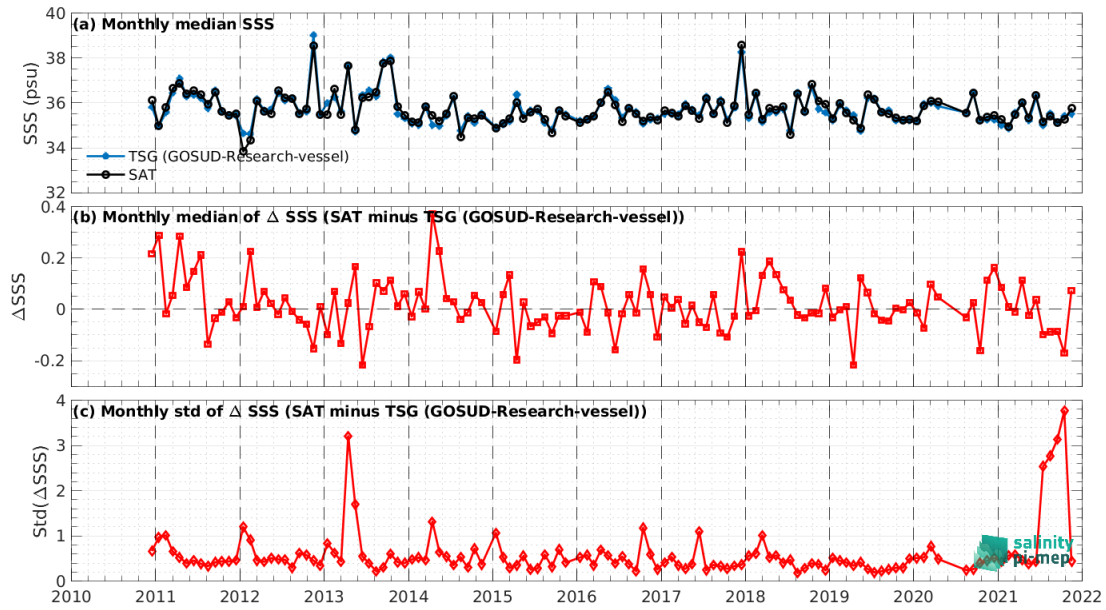 (a) Monthly median SSS
40
38
36
34
32
SSS (psu)
TSG (GOSUD-Research-vessel)
SAT
(b) Monthly median of Δ SSS (SAT minus TSG (GOSUD-Research-vessel))
0.4
0.2
0
-0.2
ΔSSS
(c) Monthly std of Δ SSS (SAT minus TSG (GOSUD-Research-vessel))
4
3
2
1
0
Std(ΔSSS)
salinity
pi-mep
2010 2011 2012 2013 2014 2015 2016 2017 2018 2019 2020 2021 2022